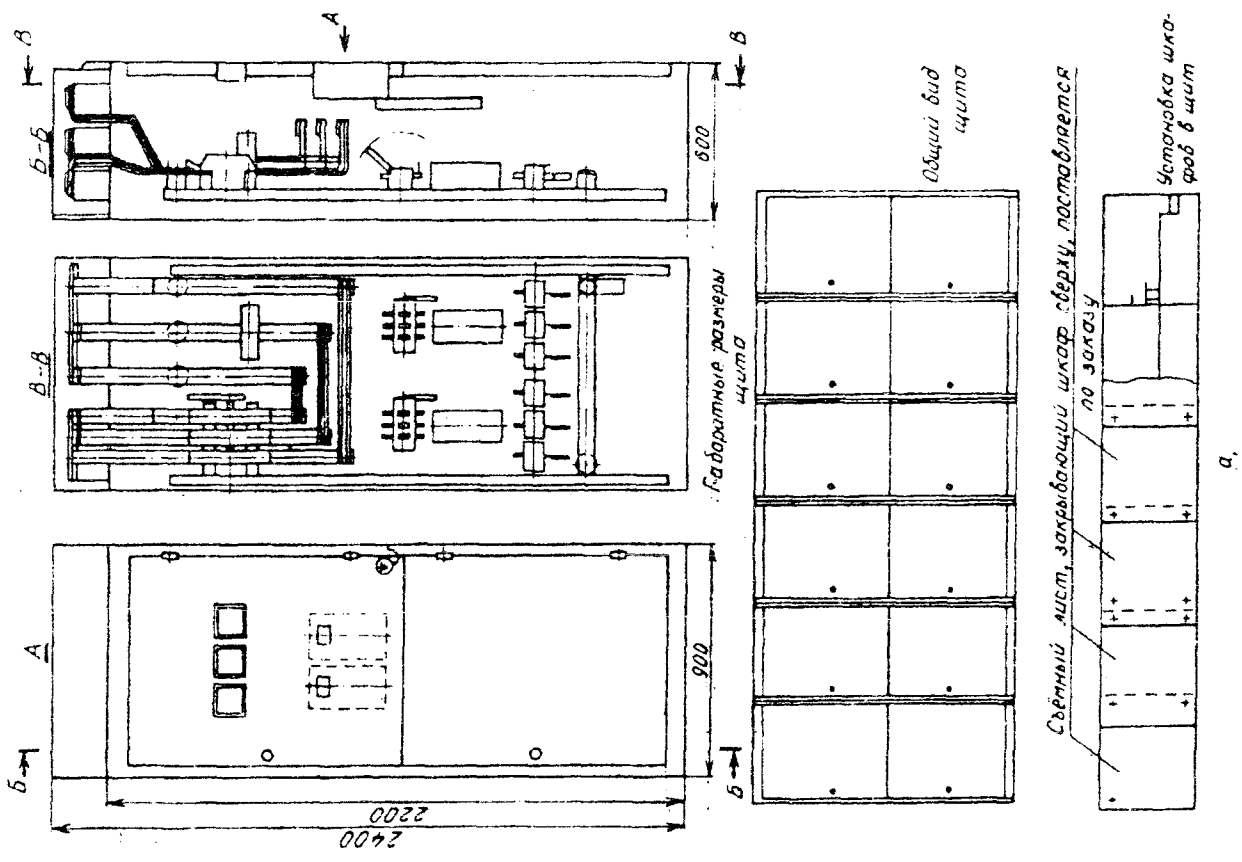 А
Б
2400
2200
900
Б
В-В
Габаритные размеры
щита
Б-Б
В
А
В
600
Общий вид
щита
Съёмный лист, закрывающий шкаф сверху, поставляется
по заказу
Установка шка-
фов в щит
а,